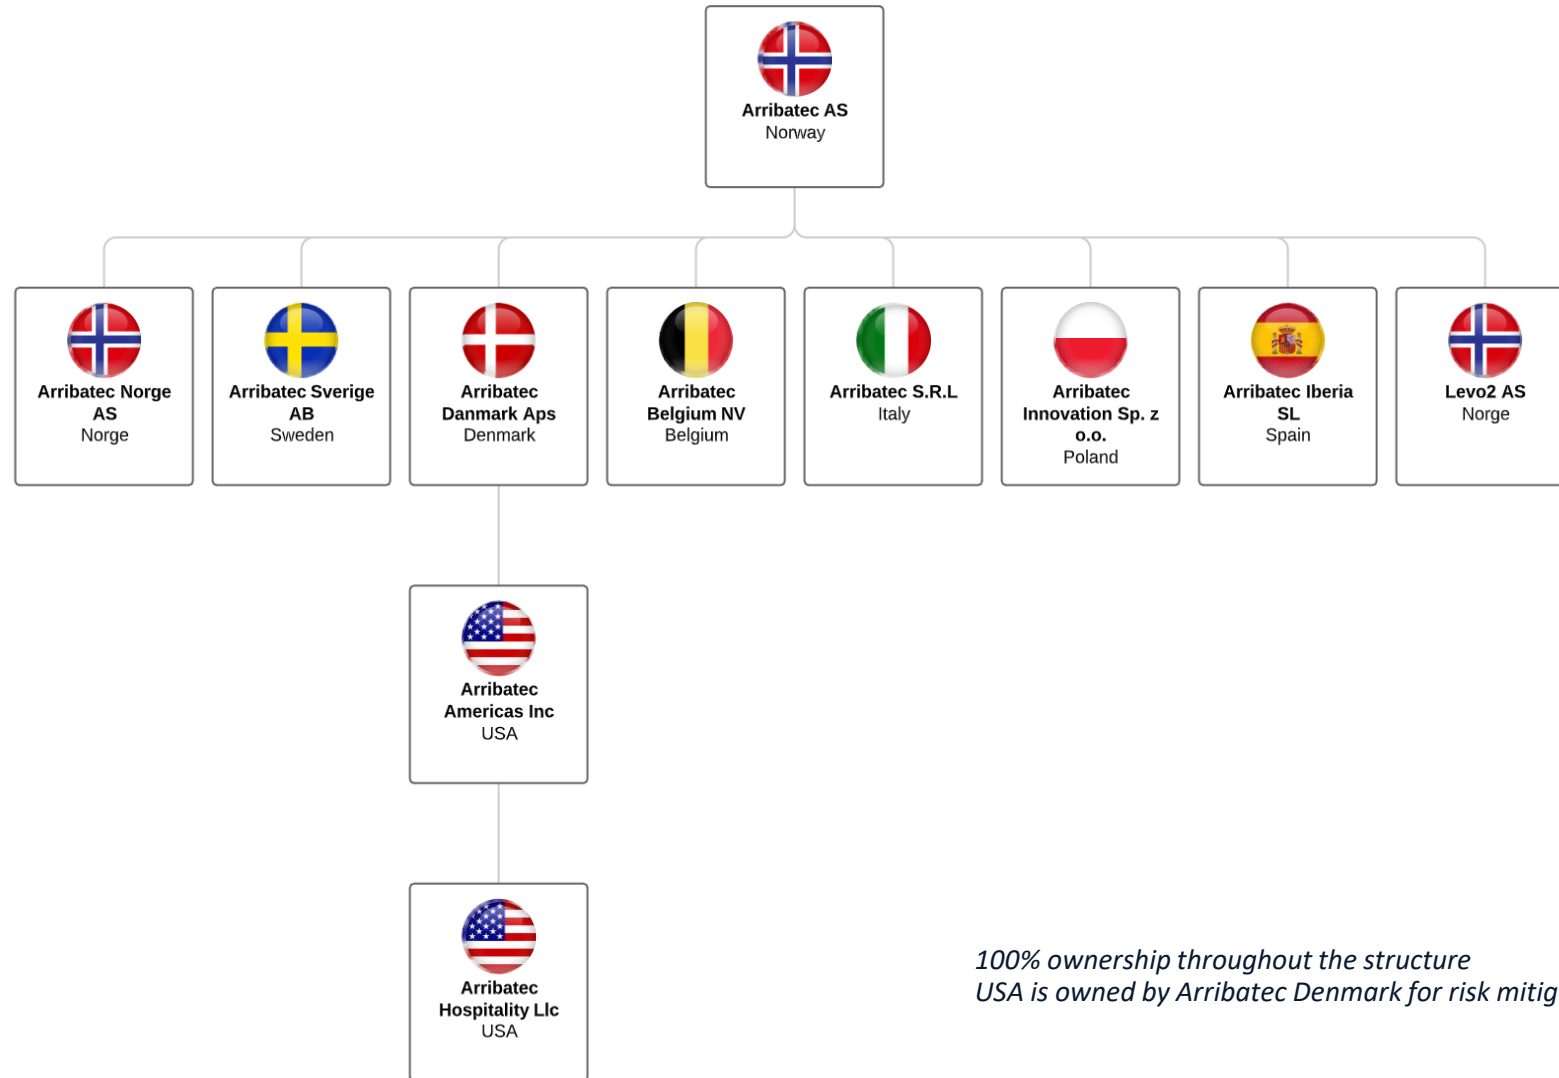 Arribatec AS
Norway
Arribatec Norge
AS
Norge
Arribatec Sverige
AB
Sweden
Arribatec
Danmark Aps
Denmark
Arribatec
Belgium NV
Belgium
Arribatec S.R.L
Italy
Arribatec
Innovation Sp. z
o.o.
Poland
Arribatec Iberia
SL
Spain
Levo2 AS
Norge
Arribatec
Americas Inc
USA
Arribatec
Hospitality Llc
USA
100% ownership throughout the structure
USA is owned by Arribatec Denmark for risk mitig